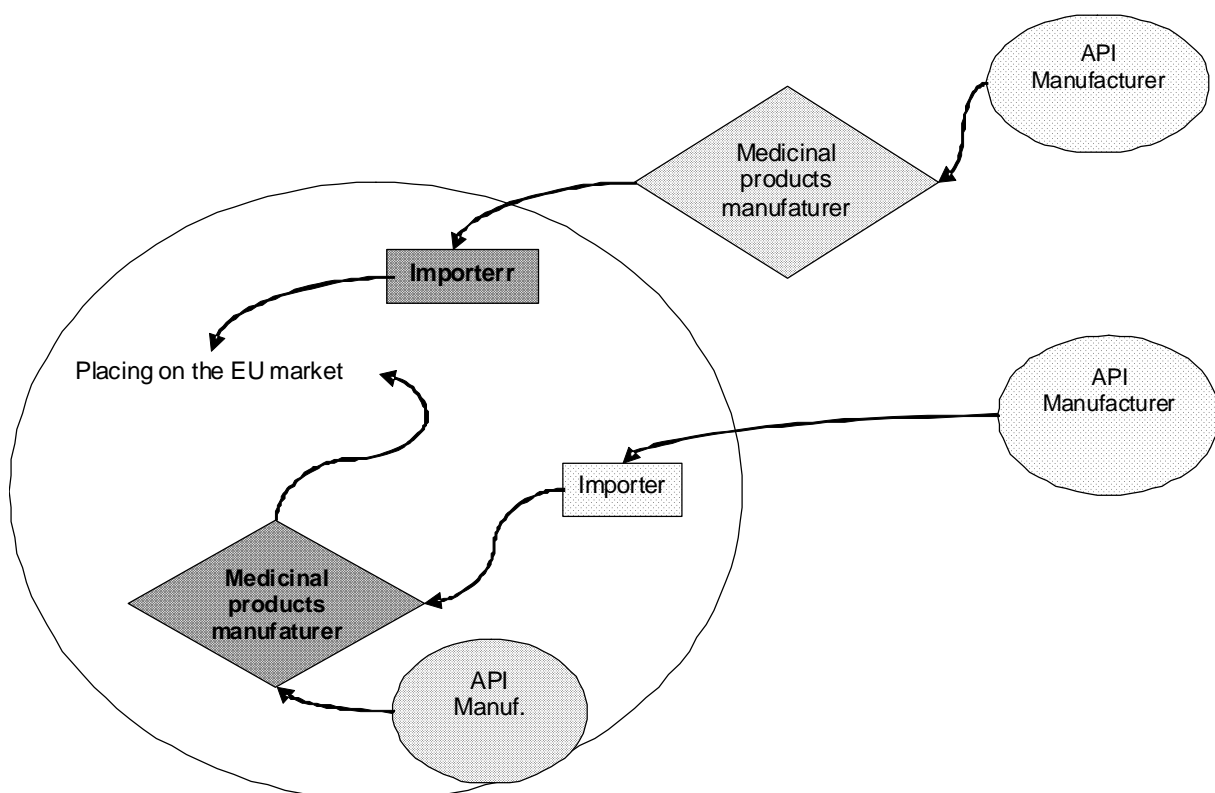 API
Manufacturer
Medicinal
products
manufaturer
Importerr
Placing on the EU market
API
Manufacturer
Importer
Medicinal
products
manufaturer
API
Manuf.